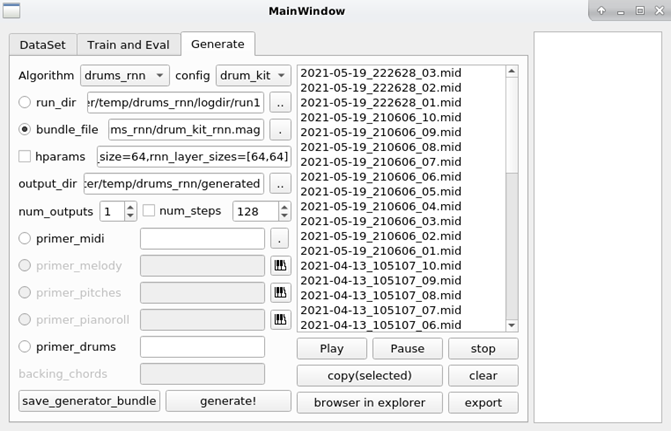 MainWindow
DataSet Train and Eval Generate
Algorithm drums_rnn config drum_kit
run_dir er/temp/drums_rnn/logdir/run1 ..
bundle_file ms_rnn/drum_kit_rnn.mag .
hparams _size=64,rnn_layer_sizes=[64,64]
output_dir ter/temp/drums_rnn/generated ..
num_outputs 1 num_steps 128
primer_midi .
primer_melody
primer_pitches
primer_pianoroll
primer_drums
backing_chords
save_generator_bundle generate!
2021-05-19_222628_03.mid
2021-05-19_222628_02.mid
2021-05-19_222628_01.mid
2021-05-19_210606_10.mid
2021-05-19_210606_09.mid
2021-05-19_210606_08.mid
2021-05-19_210606_07.mid
2021-05-19_210606_06.mid
2021-05-19_210606_05.mid
2021-05-19_210606_04.mid
2021-05-19_210606_03.mid
2021-05-19_210606_02.mid
2021-05-19_210606_01.mid
2021-04-13_105107_10.mid
2021-04-13_105107_09.mid
2021-04-13_105107_08.mid
2021-04-13_105107_07.mid
2021-04-13_105107_06.mid
Play Pause stop
copy(selected) clear
browser in explorer export